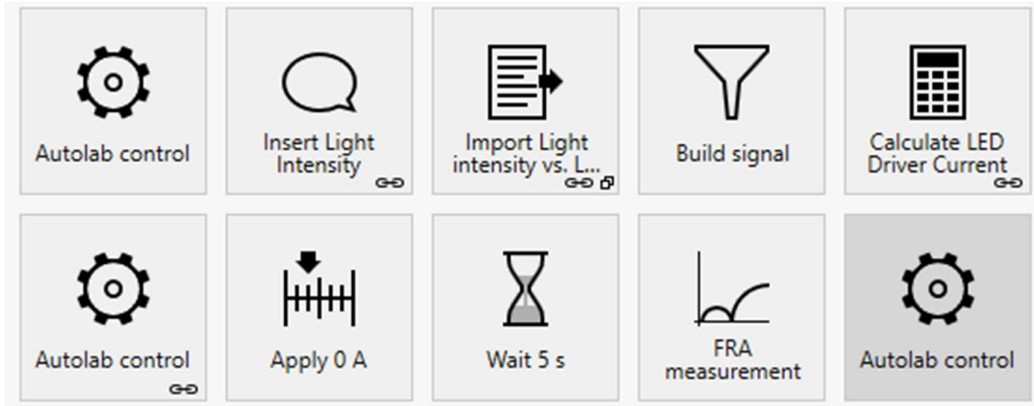 Autolab control
Insert Light
Intensity
Import Light
intensity vs. L...
Build signal
Calculate LED
Driver Current
Autolab control
Apply 0 A
Wait 5 s
FRA
measurement
Autolab control